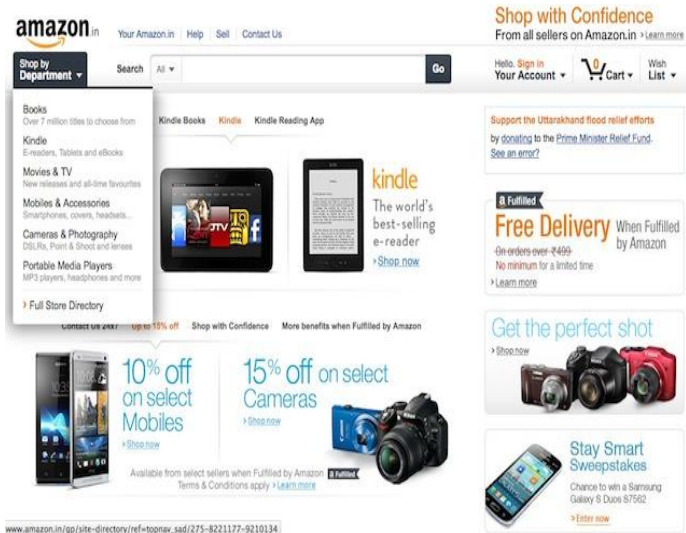 amazon.in
Your Amazon.in Help Sell Contact Us
Shop with Confidence
From all sellers on Amazon.in › Learn more
Shop by
Department
Search All Go
Hello. Sign in
Your Account
0
Cart
Wish
List
Books
Over 7 million titles to choose from
Kindle
E-readers, Tablets and eBooks
Movies & TV
New releases and all-time favourites
Mobiles & Accessories
Smartphones, covers, headsets...
Cameras & Photography
DSLRs, Point & Shoot and lenses
Portable Media Players
MP3 players, headphones and more
› Full Store Directory
Kindle Books Kindle Kindle Reading App
JTV
kindle
kindle
The world's
best-selling
e-reader
› Shop now
Support the Uttarakhand flood relief efforts
by donating to the Prime Minister Relief Fund.
See an error?
a Fulfilled
Free Delivery When Fulfilled
by Amazon
On orders over ₹499
No minimum for a limited time
› Learn more
Contact Us 24x7 Up to 15% off Shop with Confidence More benefits when Fulfilled by Amazon
10% off
on select
Mobiles
› Shop now
15% off on select
Cameras
› Shop now
Available from select sellers when Fulfilled by Amazon a Fulfilled
Terms & Conditions apply › Learn more
Get the perfect shot
› Shop now
Stay Smart
Sweepstakes
Chance to win a Samsung
Galaxy S Duos S7562
› Enter now
www.amazon.in/gp/site-directory/ref=topnav_sad/275-8221177-9210134